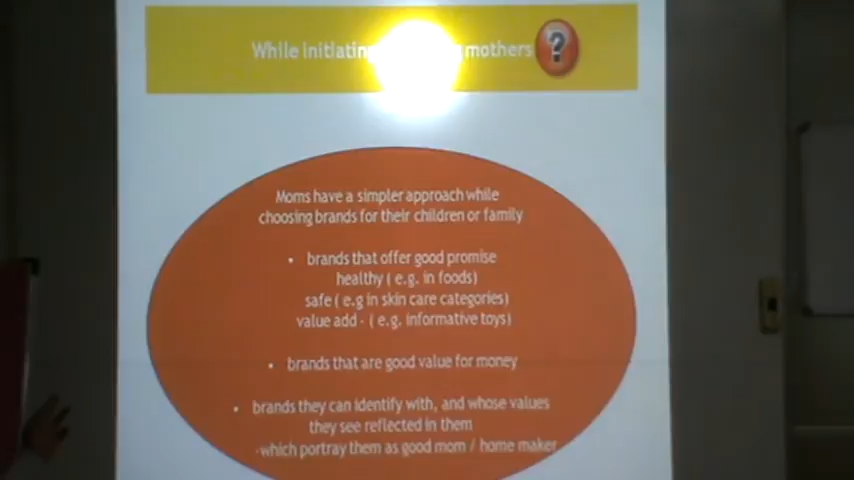 While initiating mothers
?
Moms have a simpler approach while
choosing brands for their children or family
• brands that offer good promise
healthy ( e.g. in foods)
safe ( e.g in skin care categories)
value add - ( e.g. informative toys)
• brands that are good value for money
• brands they can identify with, and whose values
they see reflected in them
-which portray them as good mom / home maker